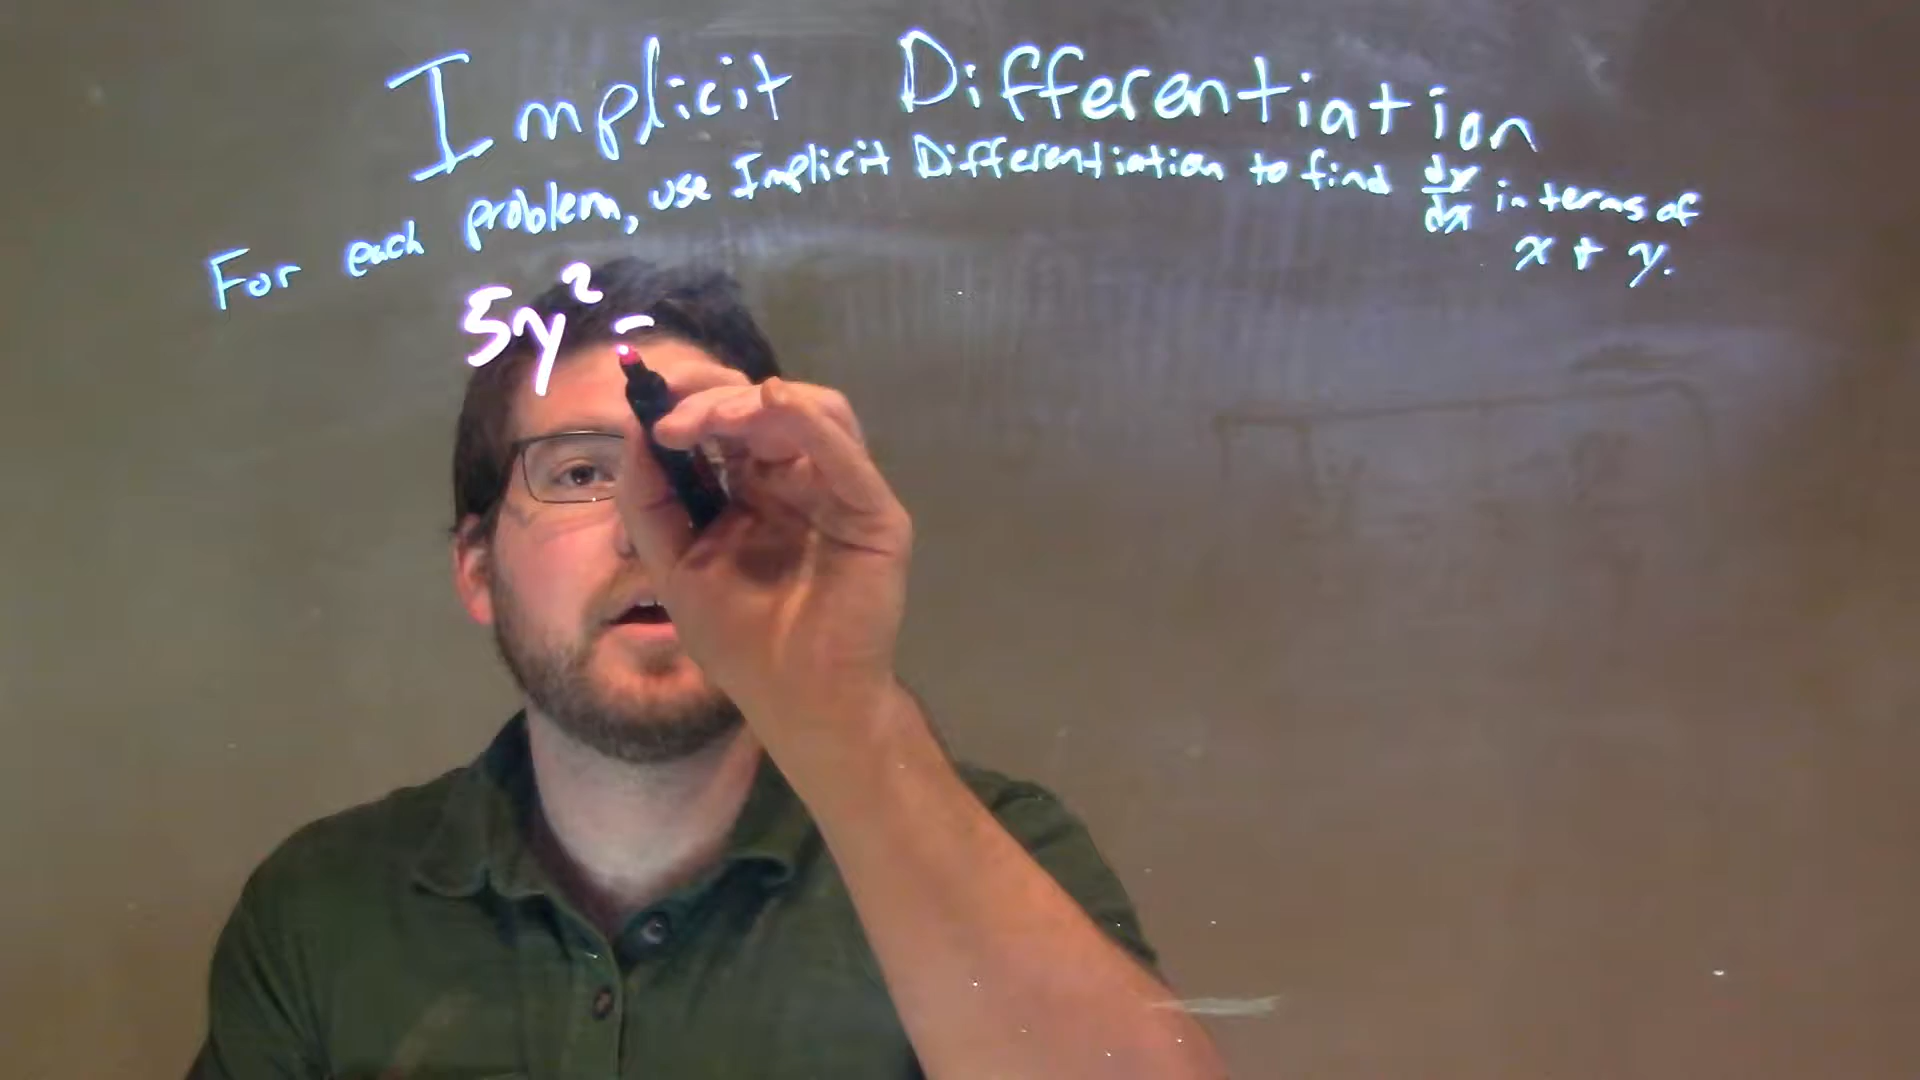 Implicit Differentiation
For each problem, use Implicit Differentiation to find dy/dx in terms of
x + y.
5y² =